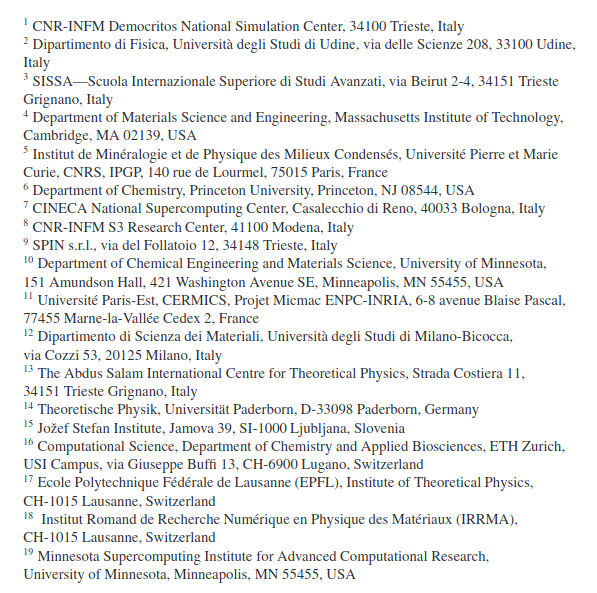 1 CNR-INFM Democritos National Simulation Center, 34100 Trieste, Italy
2 Dipartimento di Fisica, Università degli Studi di Udine, via delle Scienze 208, 33100 Udine,
Italy
3 SISSA—Scuola Internazionale Superiore di Studi Avanzati, via Beirut 2-4, 34151 Trieste
Grignano, Italy
4 Department of Materials Science and Engineering, Massachusetts Institute of Technology,
Cambridge, MA 02139, USA
5 Institut de Minéralogie et de Physique des Milieux Condensés, Université Pierre et Marie
Curie, CNRS, IPGP, 140 rue de Lourmel, 75015 Paris, France
6 Department of Chemistry, Princeton University, Princeton, NJ 08544, USA
7 CINECA National Supercomputing Center, Casalecchio di Reno, 40033 Bologna, Italy
8 CNR-INFM S3 Research Center, 41100 Modena, Italy
9 SPIN s.r.l., via del Follatoio 12, 34148 Trieste, Italy
10 Department of Chemical Engineering and Materials Science, University of Minnesota,
151 Amundson Hall, 421 Washington Avenue SE, Minneapolis, MN 55455, USA
11 Université Paris-Est, CERMICS, Projet Micmac ENPC-INRIA, 6-8 avenue Blaise Pascal,
77455 Marne-la-Vallée Cedex 2, France
12 Dipartimento di Scienza dei Materiali, Università degli Studi di Milano-Bicocca,
via Cozzi 53, 20125 Milano, Italy
13 The Abdus Salam International Centre for Theoretical Physics, Strada Costiera 11,
34151 Trieste Grignano, Italy
14 Theoretische Physik, Universität Paderborn, D-33098 Paderborn, Germany
15 Jožef Stefan Institute, Jamova 39, SI-1000 Ljubljana, Slovenia
16 Computational Science, Department of Chemistry and Applied Biosciences, ETH Zurich,
USI Campus, via Giuseppe Buffi 13, CH-6900 Lugano, Switzerland
17 Ecole Polytechnique Fédérale de Lausanne (EPFL), Institute of Theoretical Physics,
CH-1015 Lausanne, Switzerland
18 Institut Romand de Recherche Numérique en Physique des Matériaux (IRRMA),
CH-1015 Lausanne, Switzerland
19 Minnesota Supercomputing Institute for Advanced Computational Research,
University of Minnesota, Minneapolis, MN 55455, USA